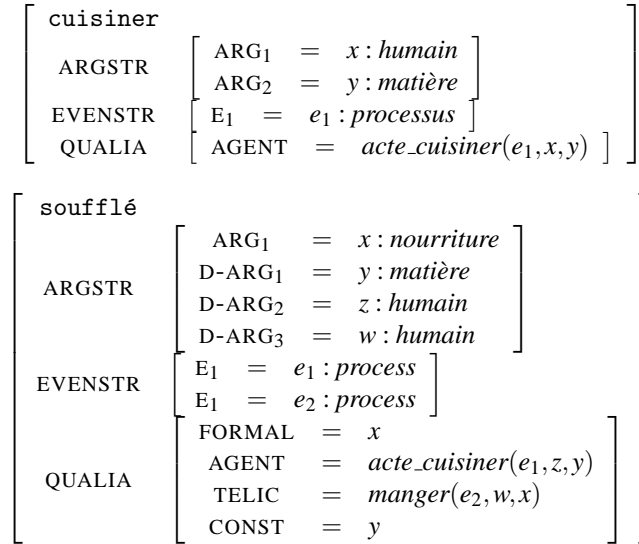 cuisiner
ARGSTR [ ARG₁ = x : humain
ARG₂ = y : matière ]
EVENSTR [ E₁ = e₁ : processus ]
QUALIA [ AGENT = acte_cuisiner(e₁,x,y) ]
soufflé
ARGSTR [ ARG₁ = x : nourriture
D-ARG₁ = y : matière
D-ARG₂ = z : humain
D-ARG₃ = w : humain ]
EVENSTR [ E₁ = e₁ : process
E₁ = e₂ : process ]
QUALIA [ FORMAL = x
AGENT = acte_cuisiner(e₁,z,y)
TELIC = manger(e₂,w,x)
CONST = y ]